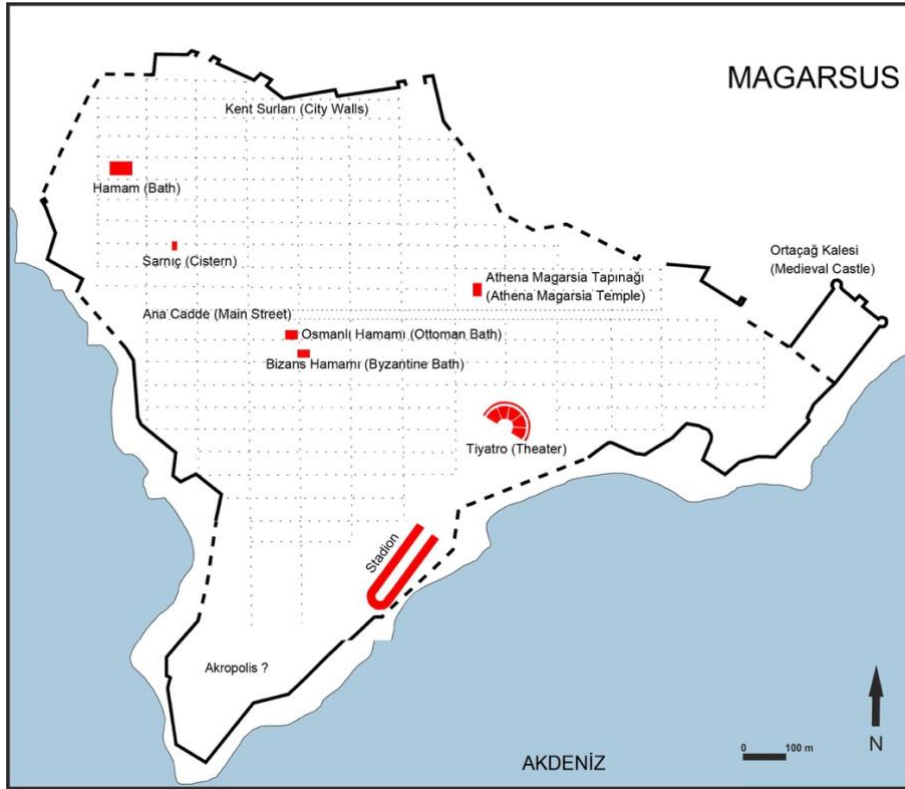 MAGARSUS
Kent Surları (City Walls)
Hamam (Bath)
Sarnıç (Cistern)
Ortaçağ Kalesi
(Medieval Castle)
Athena Magarsia Tapınağı
(Athena Magarsia Temple)
Ana Cadde (Main Street)
Osmanlı Hamamı (Ottoman Bath)
Bizans Hamamı (Byzantine Bath)
Tiyatro (Theater)
Stadion
Akropolis ?
AKDENİZ
0 100 m
N